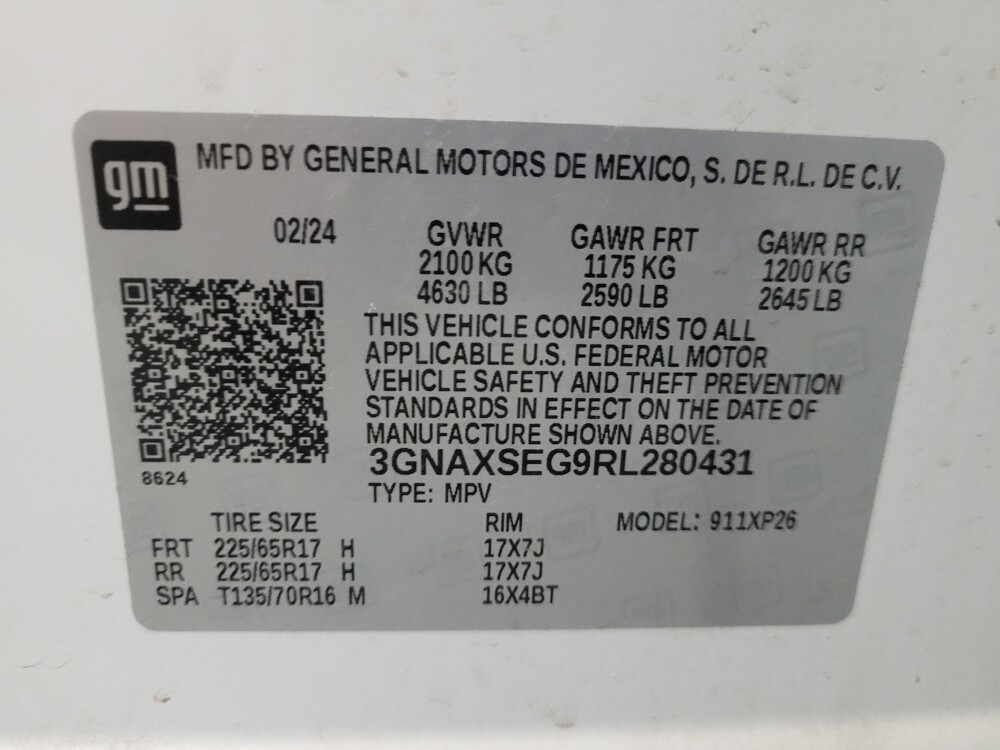 gm
MFD BY GENERAL MOTORS DE MEXICO, S. DE R.L. DE C.V.
02/24 GVWR GAWR FRT GAWR RR
2100 KG 1175 KG 1200 KG
4630 LB 2590 LB 2645 LB
THIS VEHICLE CONFORMS TO ALL
APPLICABLE U.S. FEDERAL MOTOR
VEHICLE SAFETY AND THEFT PREVENTION
STANDARDS IN EFFECT ON THE DATE OF
MANUFACTURE SHOWN ABOVE.
3GNAXSEG9RL280431
8624
TYPE: MPV
TIRE SIZE RIM MODEL: 911XP26
FRT 225/65R17 H 17X7J
RR 225/65R17 H 17X7J
SPA T135/70R16 M 16X4BT